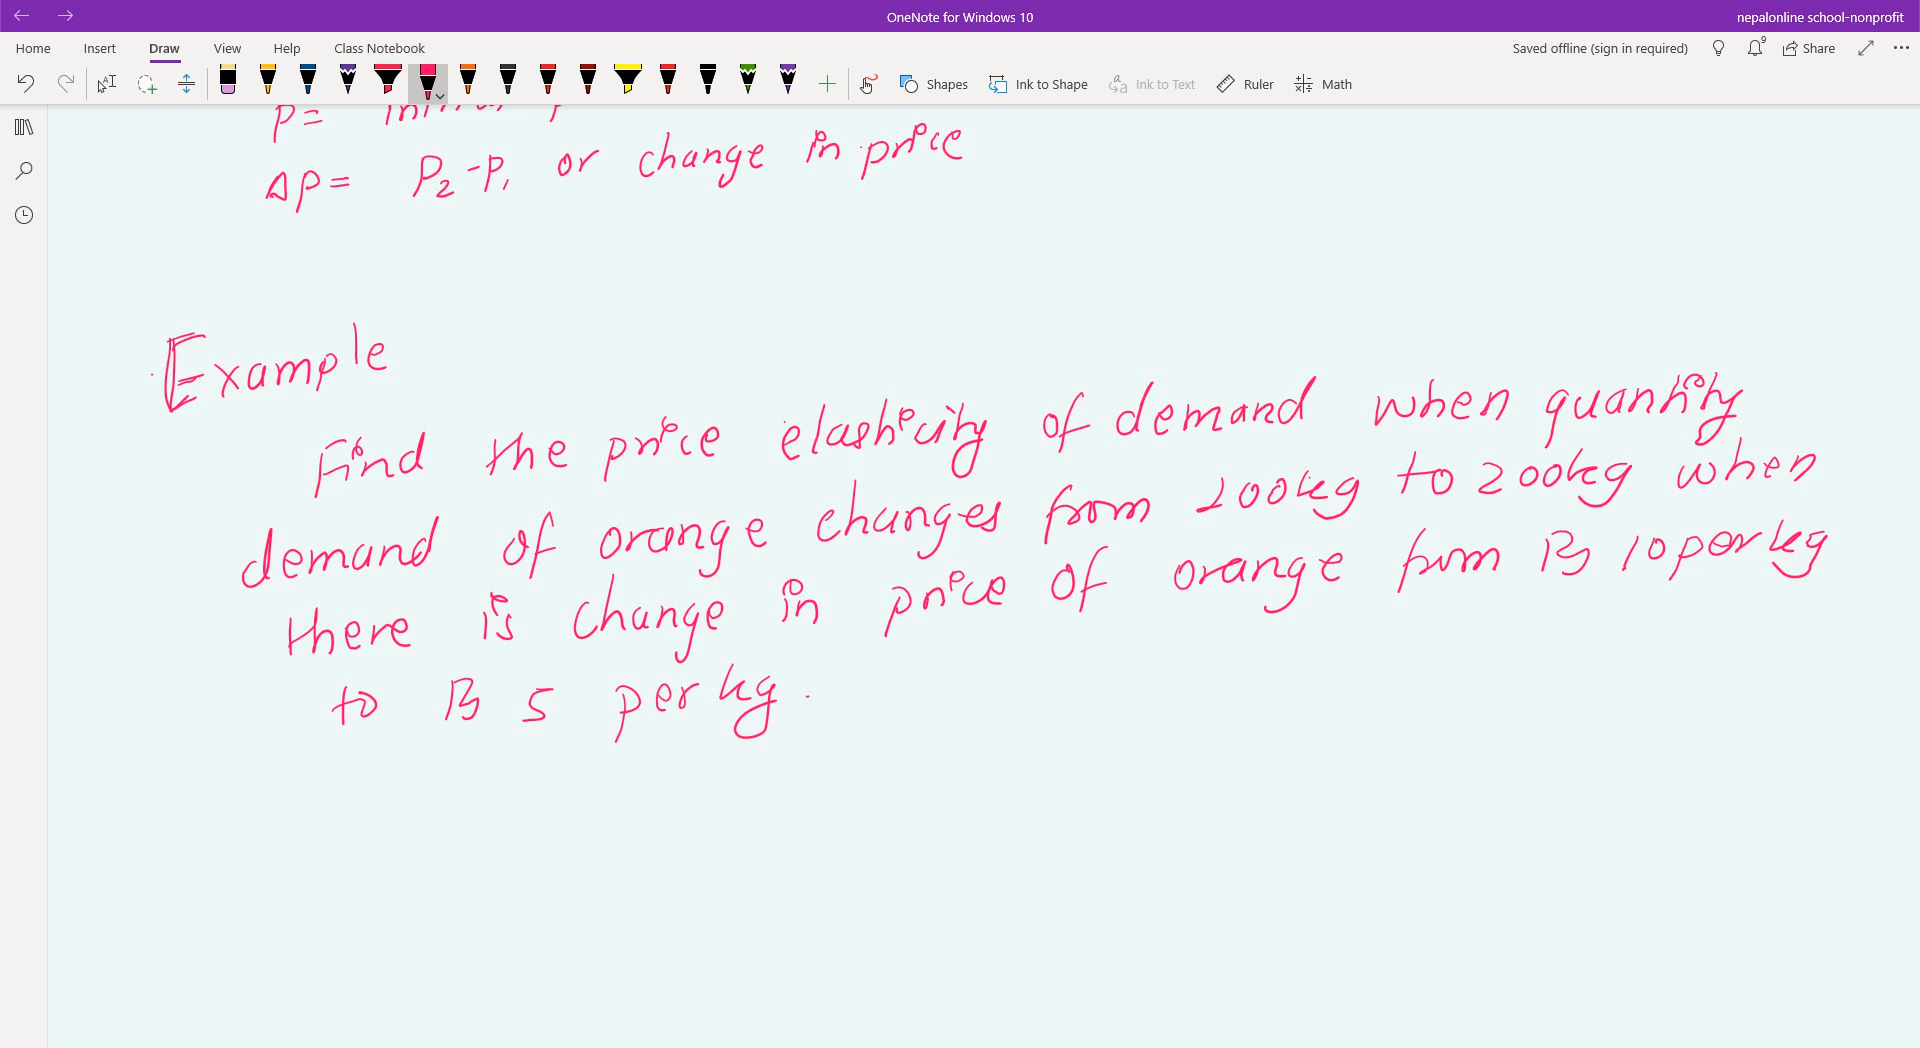 OneNote for Windows 10
nepalonline school-nonprofit
Home Insert Draw View Help Class Notebook
Saved offline (sign in required) 9 Share
Shapes Ink to Shape Ink to Text Ruler Math
P=
ΔP= P₂-P₁ or change in price
Example
Find the price elasticity of demand when quantity
demand of orange changes from 100kg to 200kg when
there is change in price of orange from Rs 10 per kg
to Rs 5 per kg.